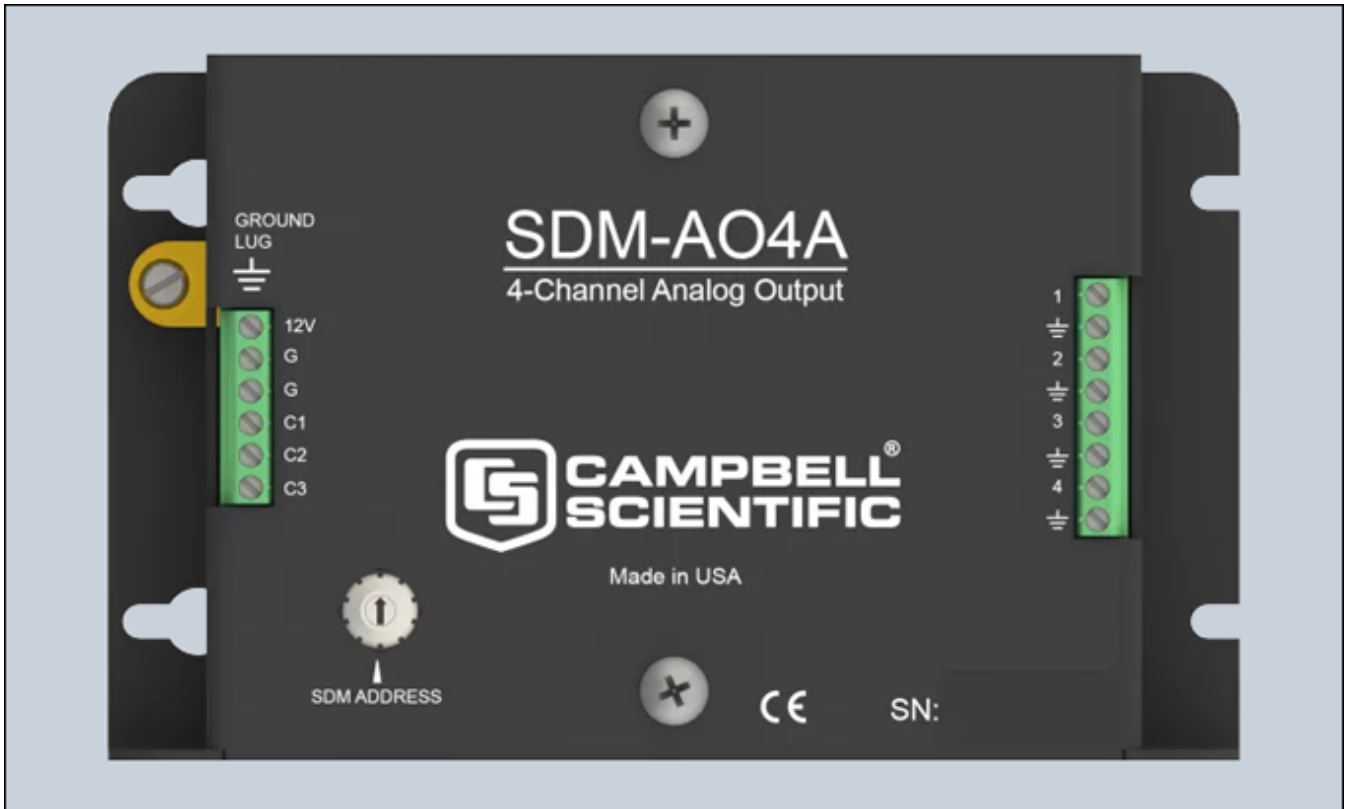 SDM-AO4A
4-Channel Analog Output
GROUND
LUG
12V
G
G
C1
C2
C3
1
2
3
4
CAMPBELL®
SCIENTIFIC
Made in USA
SDM ADDRESS
CE
SN: